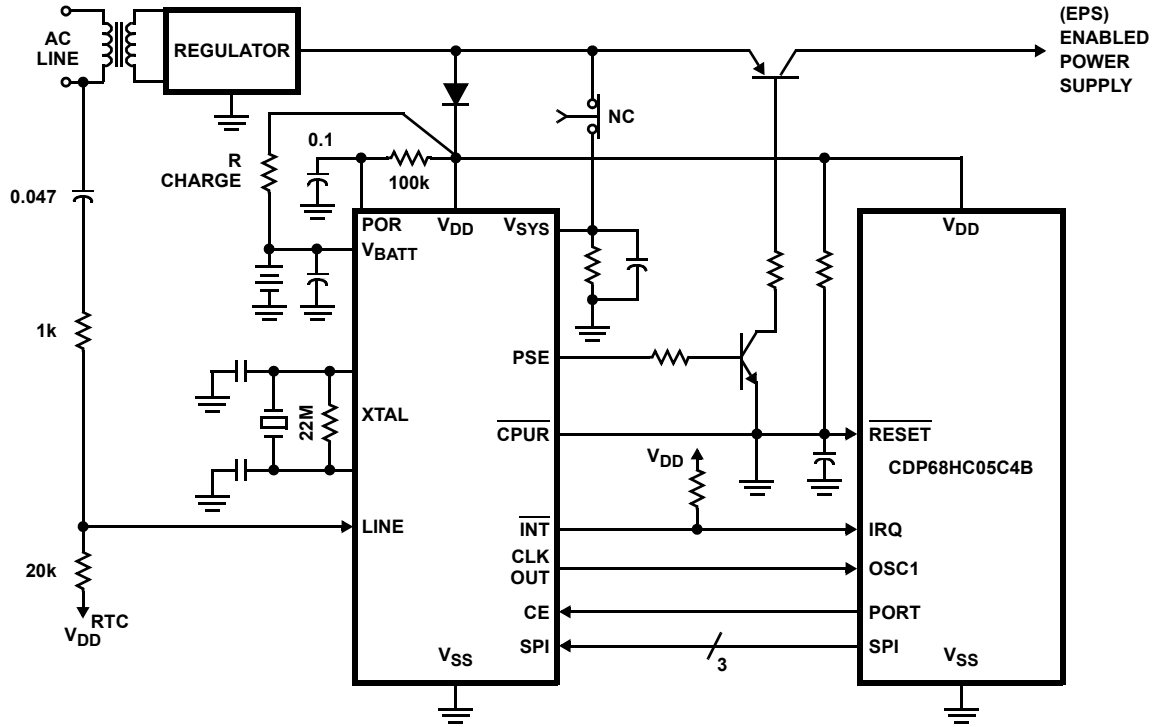 AC
LINE
REGULATOR
(EPS)
ENABLED
POWER
SUPPLY
NC
R
CHARGE
0.1
100k
0.047
POR
VDD
VSYS
VBATT
VDD
1k
PSE
XTAL
22M
CPUR
RESET
VDD
CDP68HC05C4B
LINE
INT
IRQ
CLK
OUT
OSC1
20k
CE
PORT
RTC
VDD
SPI
3
SPI
VSS
VSS